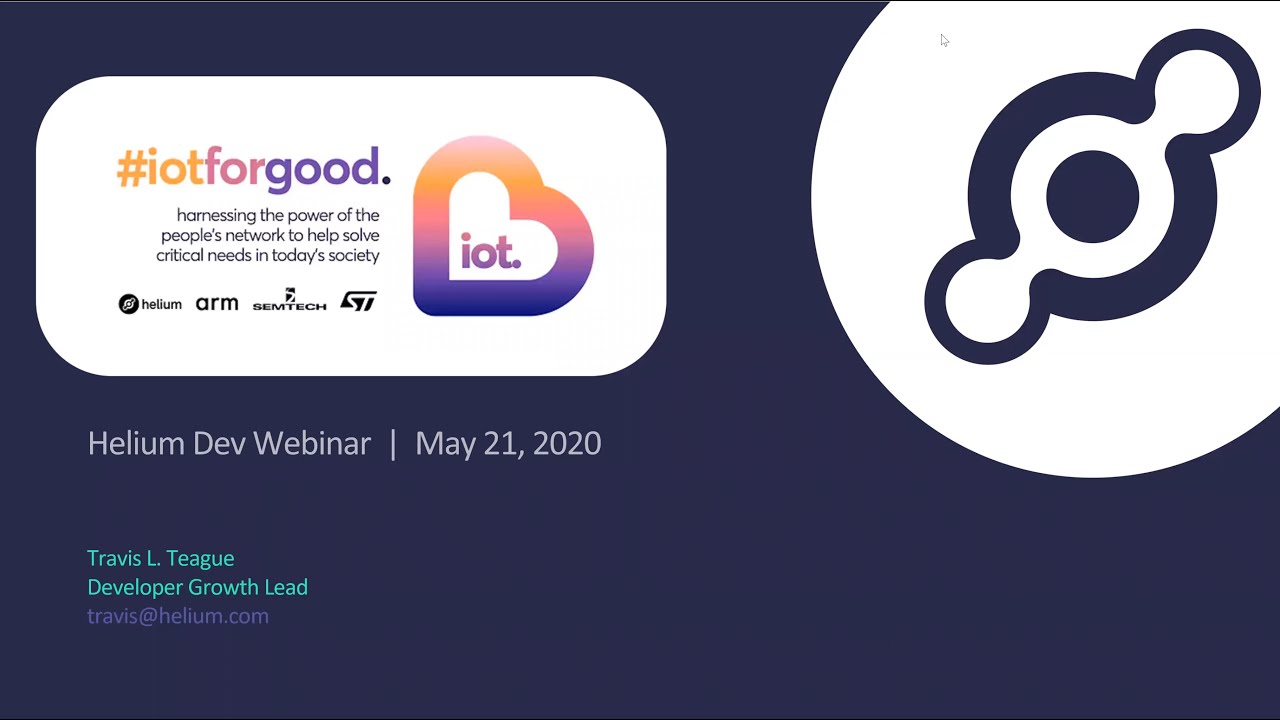 #iotforgood.
harnessing the power of the
people's network to help solve
critical needs in today's society
helium arm SEMTECH ST
iot.
Helium Dev Webinar | May 21, 2020
Travis L. Teague
Developer Growth Lead
travis@helium.com